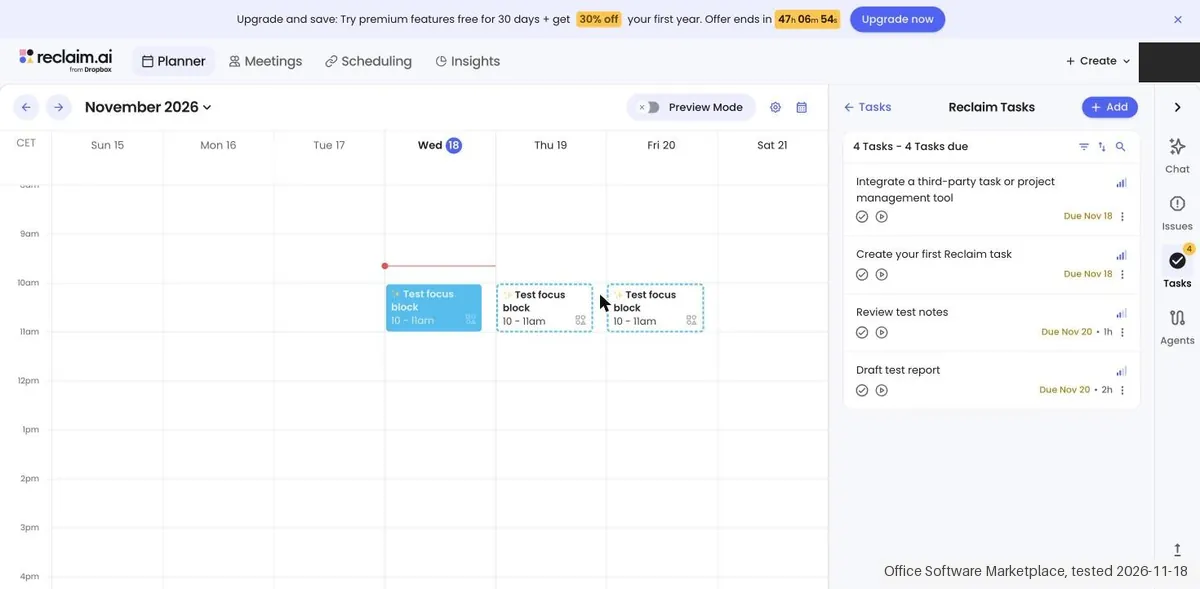 Upgrade and save: Try premium features free for 30 days + get 30% off your first year. Offer ends in 47h 06m 54s Upgrade now
reclaim.ai
from Dropbox
Planner Meetings Scheduling Insights + Create
November 2026 Preview Mode
Tasks Reclaim Tasks + Add
CET Sun 15 Mon 16 Tue 17 Wed 18 Thu 19 Fri 20 Sat 21
9am
10am
11am
12pm
1pm
2pm
3pm
4pm
Test focus
block
10 - 11am
Test focus
block
10 - 11am
Test focus
block
10 - 11am
4 Tasks - 4 Tasks due
Integrate a third-party task or project
management tool
Due Nov 18
Create your first Reclaim task
Due Nov 18
Review test notes
Due Nov 20 • 1h
Draft test report
Due Nov 20 • 2h
Chat
Issues
4
Tasks
Agents
Office Software Marketplace, tested 2026-11-18